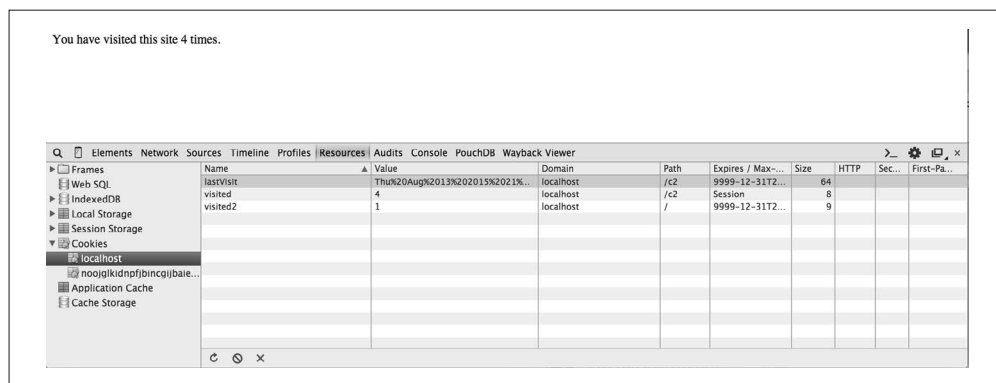 You have visited this site 4 times.
Elements Network Sources Timeline Profiles Resources Audits Console PouchDB Wayback Viewer
Frames
Web SQL
IndexedDB
Local Storage
Session Storage
Cookies
localhost
noojglkidnpfjbincgijbaie...
Application Cache
Cache Storage
Name Value Domain Path Expires / Max-... Size HTTP Sec... First-Pa...
lastVisit Thu%20Aug%2013%202015%2021%... localhost /c2 9999-12-31T2... 64
visited 4 localhost /c2 Session 8
visited2 1 localhost / 9999-12-31T2... 9